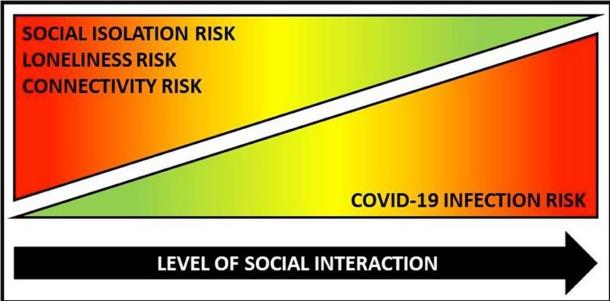 SOCIAL ISOLATION RISK
LONELINESS RISK
CONNECTIVITY RISK
COVID-19 INFECTION RISK
LEVEL OF SOCIAL INTERACTION